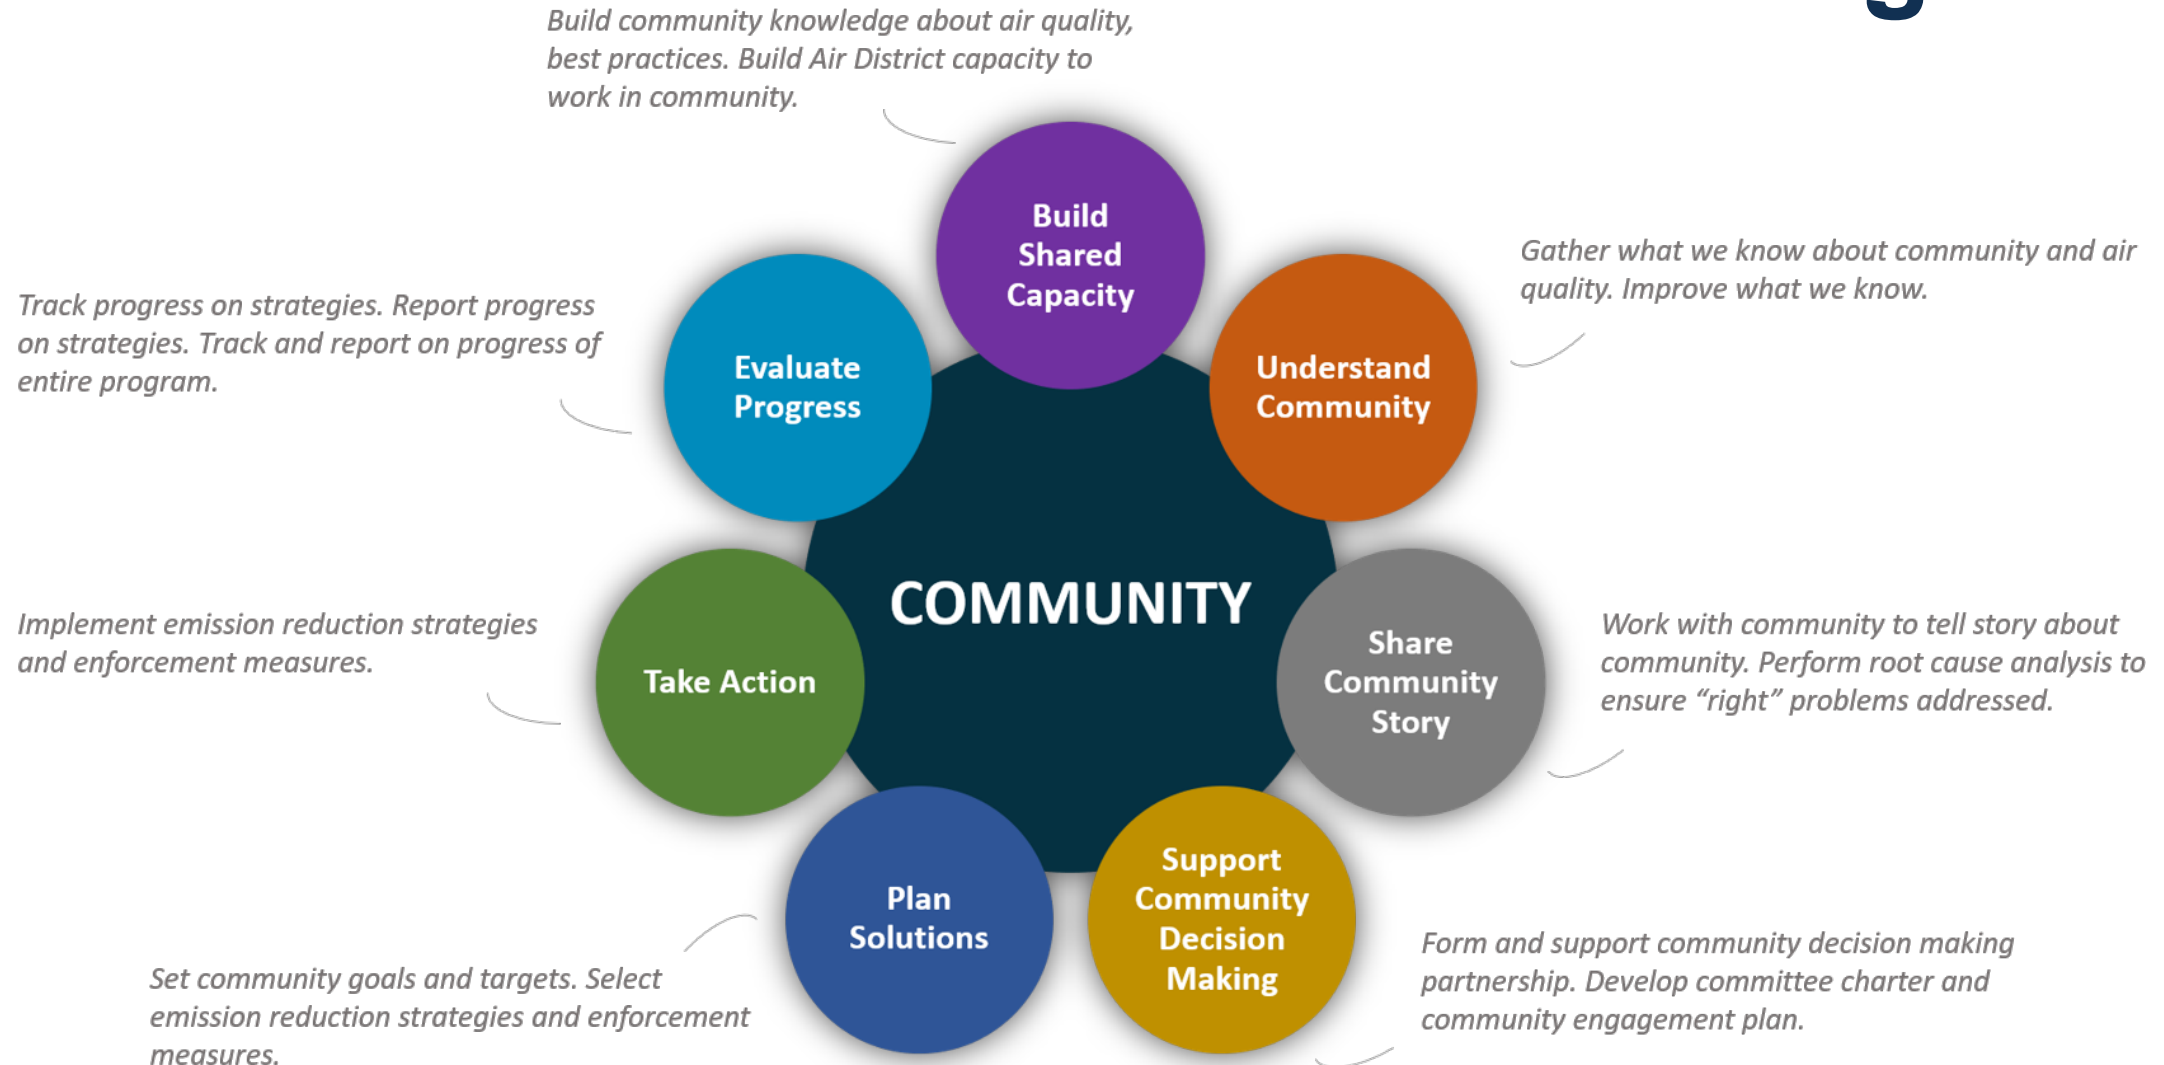 Build community knowledge about air quality,
best practices. Build Air District capacity to
work in community.
Build
Shared
Capacity
Gather what we know about community and air
quality. Improve what we know.
Understand
Community
Work with community to tell story about
community. Perform root cause analysis to
ensure “right” problems addressed.
Share
Community
Story
Form and support community decision making
partnership. Develop committee charter and
community engagement plan.
Support
Community
Decision
Making
Set community goals and targets. Select
emission reduction strategies and enforcement
measures.
Plan
Solutions
Implement emission reduction strategies
and enforcement measures.
Take Action
Track progress on strategies. Report progress
on strategies. Track and report on progress of
entire program.
Evaluate
Progress
COMMUNITY